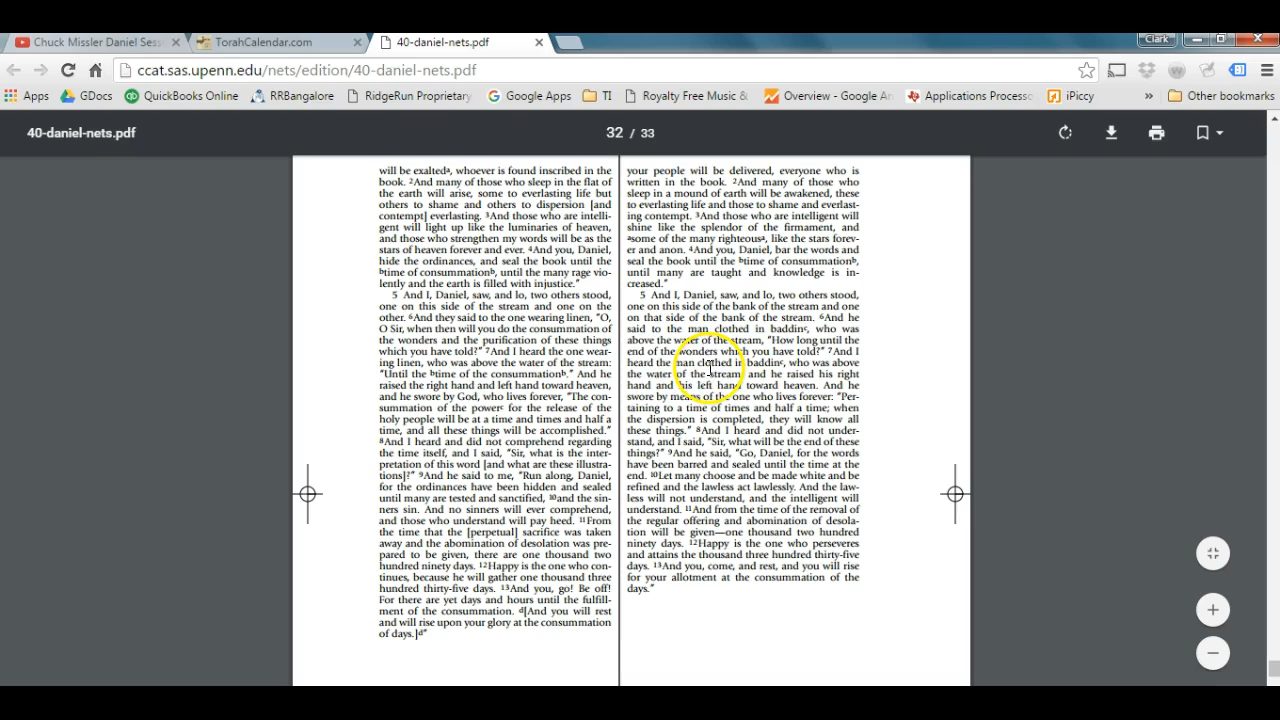 Chuck Missler Daniel Sess
TorahCalendar.com
40-daniel-nets.pdf
Clark
ccat.sas.upenn.edu/nets/edition/40-daniel-nets.pdf
Apps
GDocs
QuickBooks Online
RRBangalore
RidgeRun Proprietary
Google Apps
TI
Royalty Free Music &
Overview - Google An
Applications Processo
iPiccy
»
Other bookmarks
40-daniel-nets.pdf
32 / 33
will be exaltedᵃ, whoever is found inscribed in the
book. ²And many of those who sleep in the flat of
the earth will arise, some to everlasting life but
others to shame and others to dispersion [and
contempt] everlasting. ³And those who are intelli-
gent will light up like the luminaries of heaven,
and those who strengthen my words will be as the
stars of heaven forever and ever. ⁴And you, Daniel,
hide the ordinances, and seal the book until the
ᵇtime of consummationᵇ, until the many rage vio-
lently and the earth is filled with injustice.”
5 And I, Daniel, saw, and lo, two others stood,
one on this side of the stream and one on the
other. ⁶And they said to the one wearing linen, “O,
O Sir, when then will you do the consummation of
the wonders and the purification of these things
which you have told?” ⁷And I heard the one wear-
ing linen, who was above the water of the stream:
“Until the ᵇtime of the consummationᵇ.” And he
raised the right hand and left hand toward heaven,
and he swore by God, who lives forever, “The con-
summation of the powerᶜ for the release of the
holy people will be at a time and times and half a
time, and all these things will be accomplished.”
⁸And I heard and did not comprehend regarding
the time itself, and I said, “Sir, what is the inter-
pretation of this word [and what are these illustra-
tions]?” ⁹And he said to me, “Run along, Daniel,
for the ordinances have been hidden and sealed
until many are tested and sanctified, ¹⁰and the sin-
ners sin. And no sinners will ever comprehend,
and those who understand will pay heed. ¹¹From
the time that the [perpetual] sacrifice was taken
away and the abomination of desolation was pre-
pared to be given, there are one thousand two
hundred ninety days. ¹²Happy is the one who con-
tinues, because he will gather one thousand three
hundred thirty-five days. ¹³And you, go! Be off!
For there are yet days and hours until the fulfill-
ment of the consummation. ᵈ[And you will rest
and will rise upon your glory at the consummation
of days.]ᵈ”
your people will be delivered, everyone who is
written in the book. ²And many of those who
sleep in a mound of earth will be awakened, these
to everlasting life and those to shame and everlast-
ing contempt. ³And those who are intelligent will
shine like the splendor of the firmament, and
ᵃsome of the many righteousᵃ, like the stars forev-
er and anon. ⁴And you, Daniel, bar the words and
seal the book until the ᵇtime of consummationᵇ,
until many are taught and knowledge is in-
creased.”
5 And I, Daniel, saw, and lo, two others stood,
one on this side of the bank of the stream and one
on that side of the bank of the stream. ⁶And he
said to the man clothed in baddinᶜ, who was
above the water of the stream, “How long until the
end of the wonders which you have told?” ⁷And I
heard the man clothed in baddinᶜ, who was above
the water of the stream, and he raised his right
hand and his left hand toward heaven. And he
swore by means of the one who lives forever: “Per-
taining to a time of times and half a time; when
the dispersion is completed, they will know all
these things.” ⁸And I heard and did not under-
stand, and I said, “Sir, what will be the end of these
things?” ⁹And he said, “Go, Daniel, for the words
have been barred and sealed until the time at the
end. ¹⁰Let many choose and be made white and be
refined and the lawless act lawlessly. And the law-
less will not understand, and the intelligent will
understand. ¹¹And from the time of the removal of
the regular offering and abomination of desola-
tion will be given—one thousand two hundred
ninety days. ¹²Happy is the one who perseveres
and attains the thousand three hundred thirty-five
days. ¹³And you, come, and rest, and you will rise
for your allotment at the consummation of the
days.”